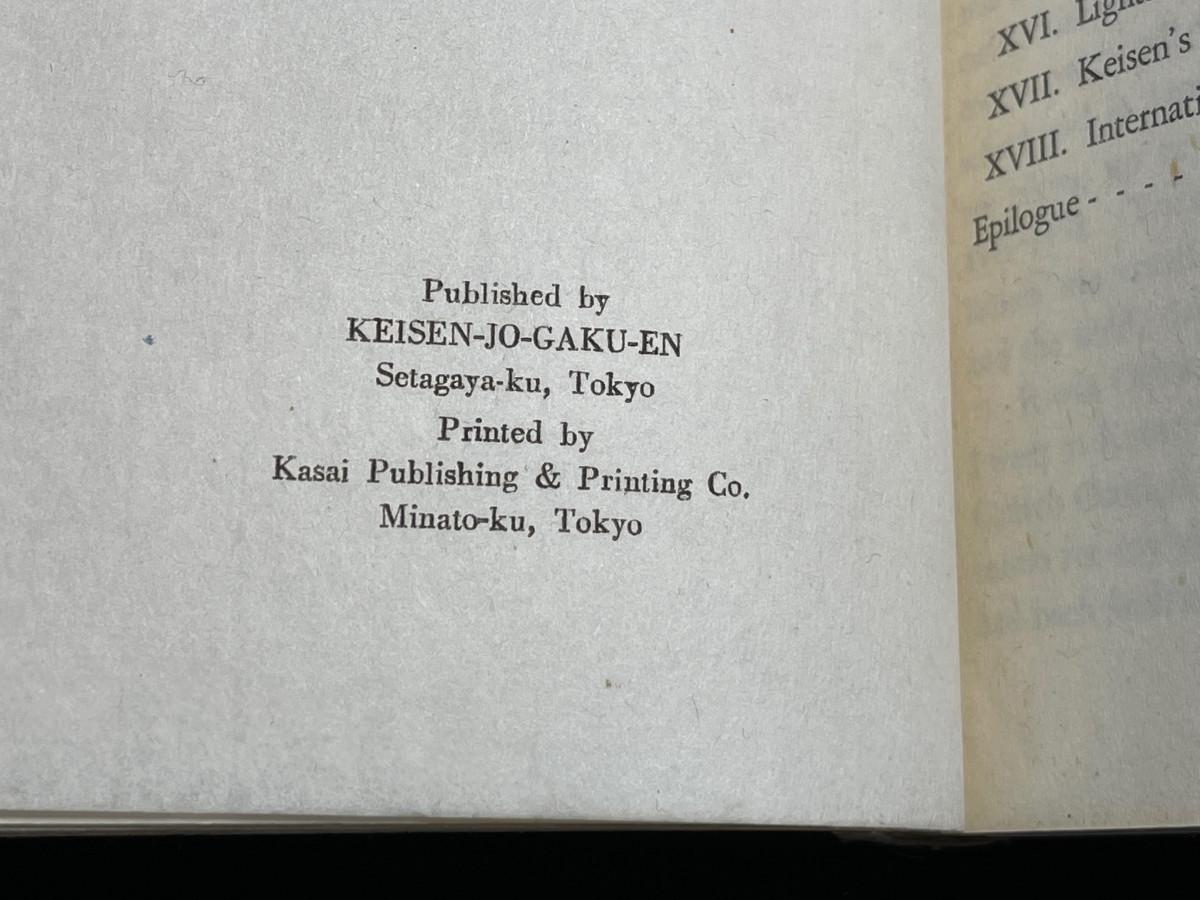 Published by
KEISEN-JO-GAKU-EN
Setagaya-ku, Tokyo
Printed by
Kasai Publishing & Printing Co.
Minato-ku, Tokyo
XVI.
XVII. Keisen's
XVIII.
Epilogue - - - -